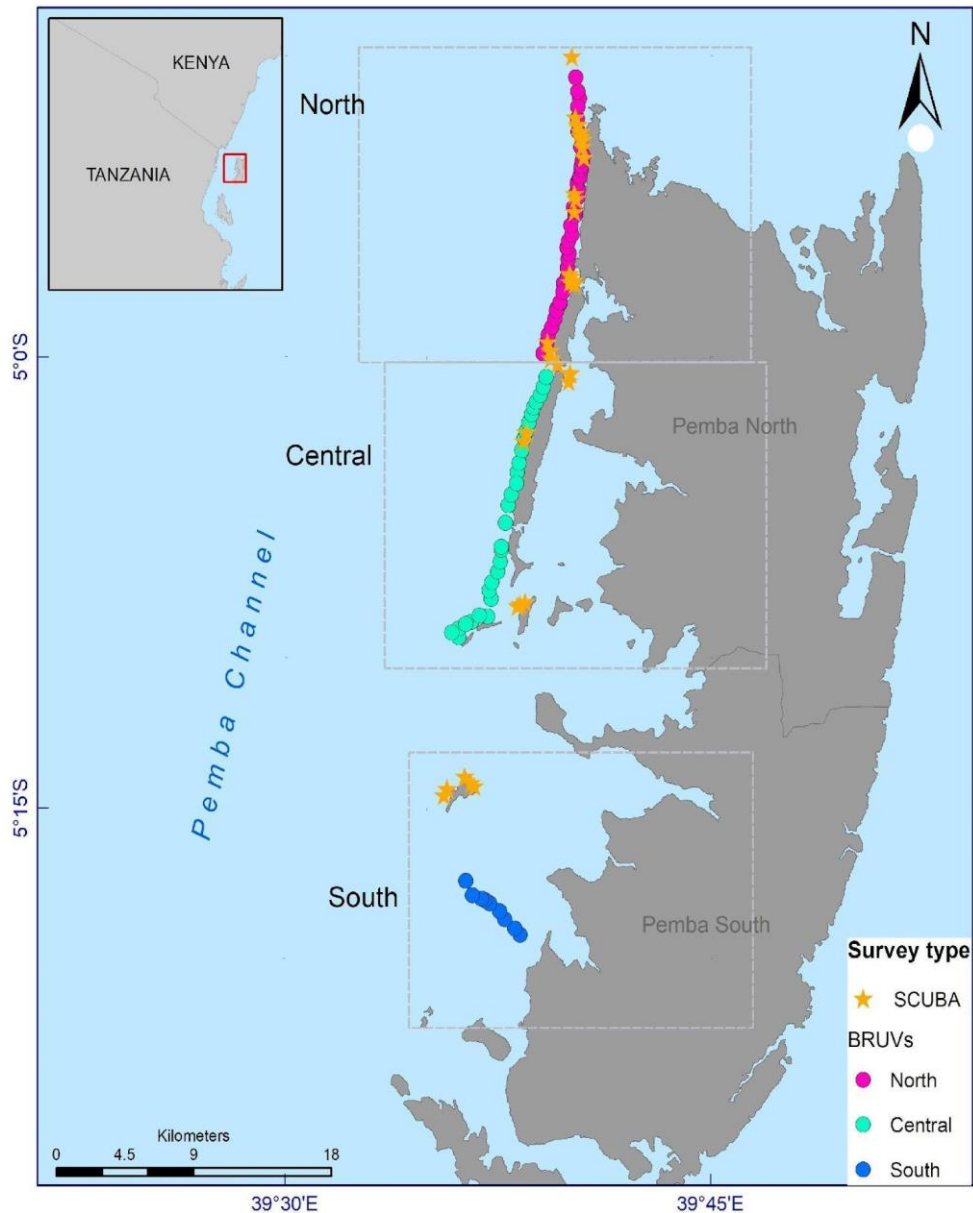 KENYA
TANZANIA
N
North
5°0'S
Pemba North
Central
Pemba Channel
5°15'S
South
Pemba South
Survey type
SCUBA
BRUVs
North
Central
South
Kilometers
0 4.5 9 18
39°30'E 39°45'E